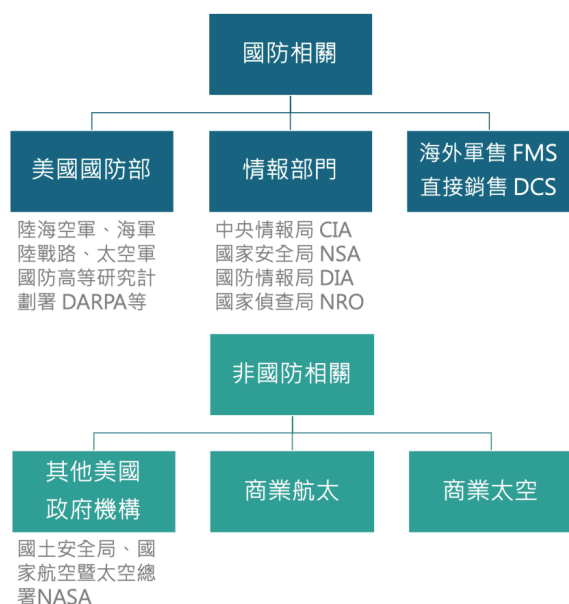 國防相關
美國國防部
情報部門
海外軍售 FMS
直接銷售 DCS
陸海空軍、海軍
陸戰路、太空軍
國防高等研究計
劃署 DARPA等
中央情報局 CIA
國家安全局 NSA
國防情報局 DIA
國家偵查局 NRO
非國防相關
其他美國
政府機構
商業航太
商業太空
國土安全局、國
家航空暨太空總
署NASA